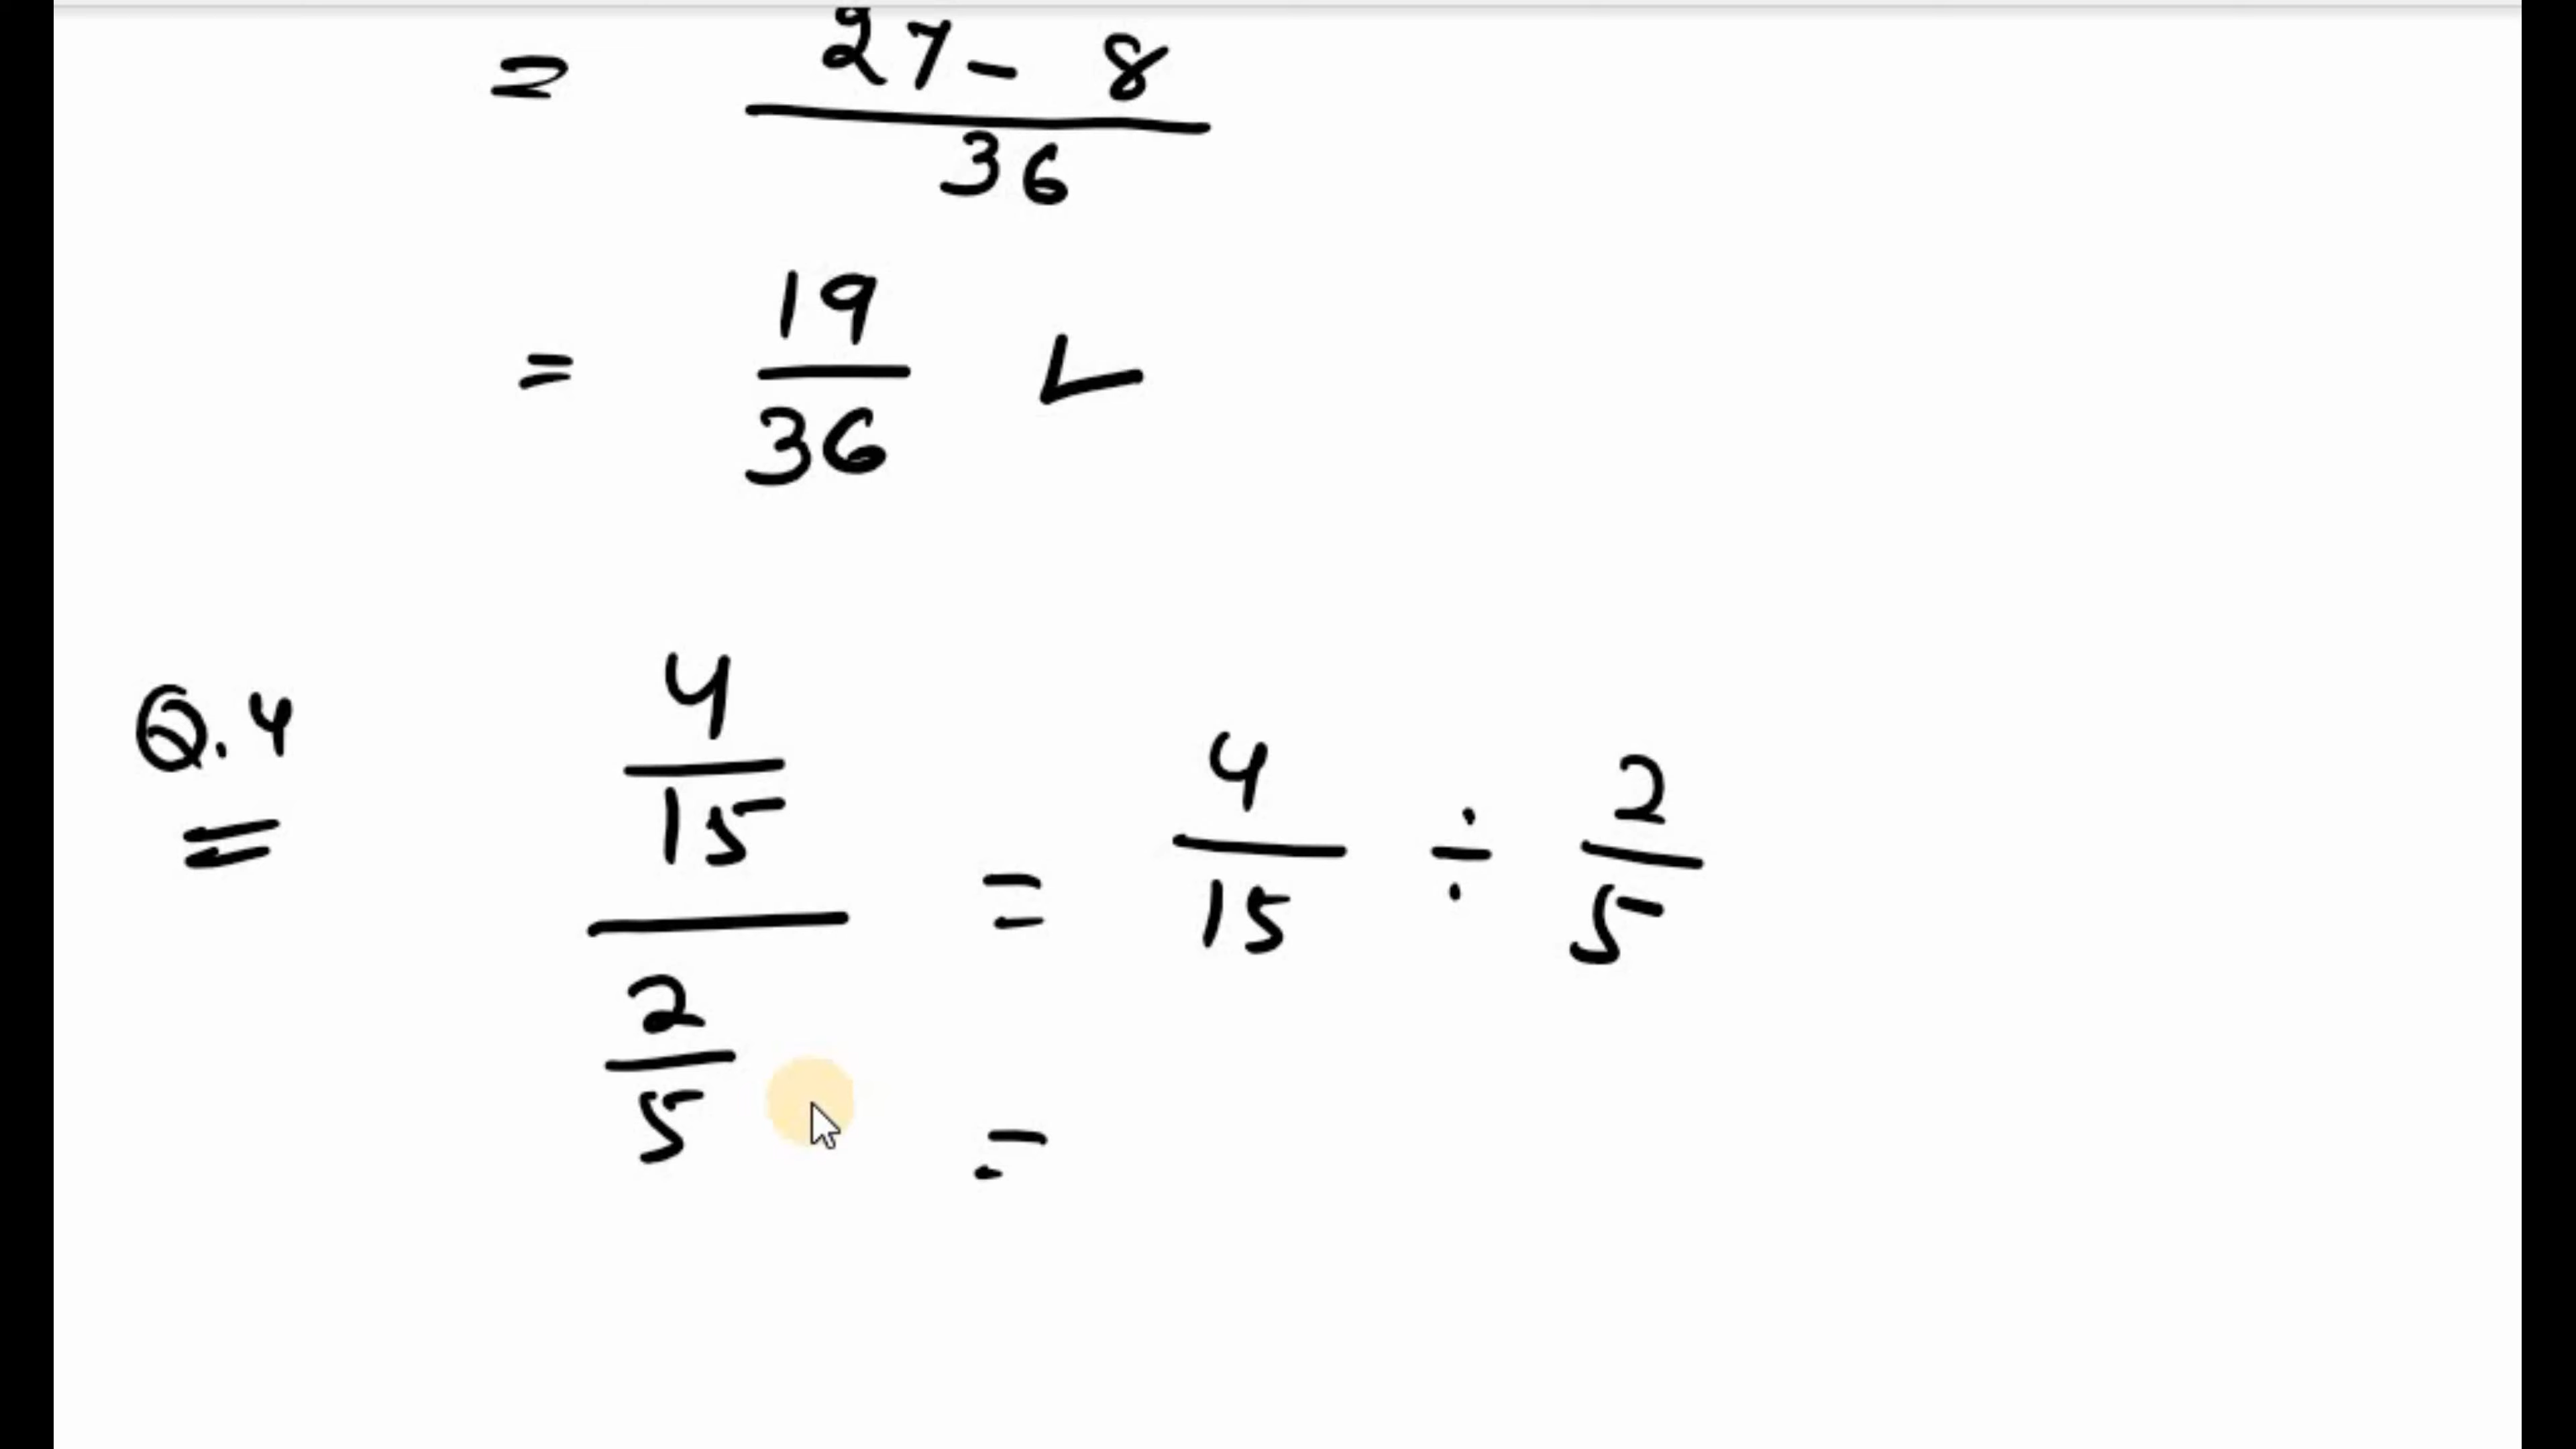 = 27 - 8 / 36
= 19 / 36 ✓
Q.4 (4/15) / (2/5) = 4/15 ÷ 2/5
=